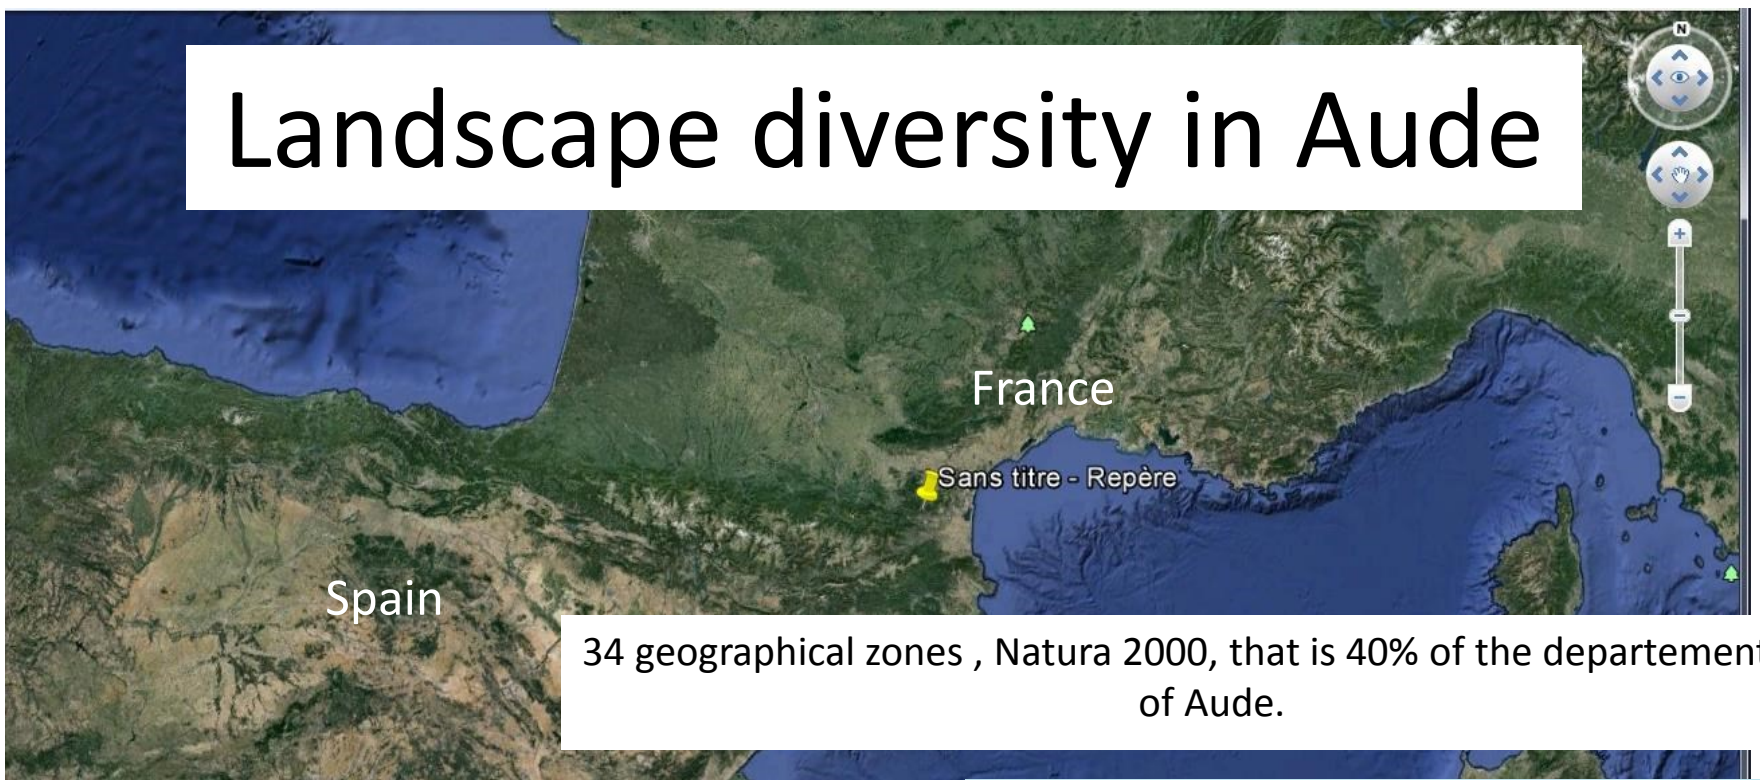 N
Landscape diversity in Aude
France
Sans titre - Repère
Spain
34 geographical zones , Natura 2000, that is 40% of the departement
of Aude.